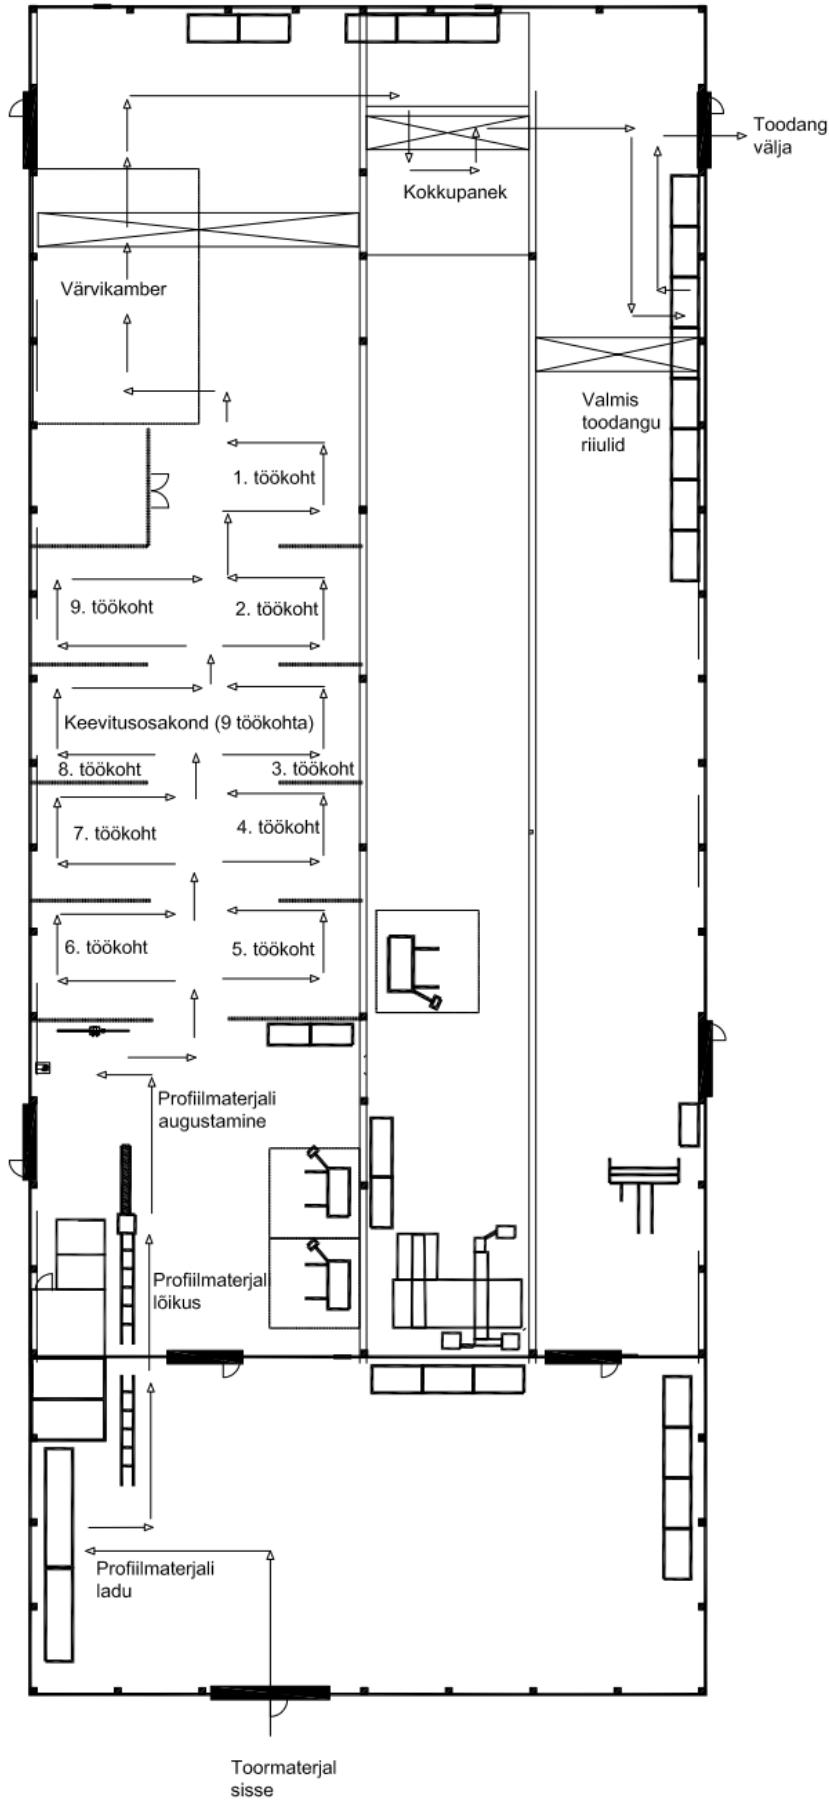 Toodang
välja
Kokkupanek
Värvikamber
Valmis
toodangu
riiulid
1. töökoht
9. töökoht
2. töökoht
Keevitusosakond (9 töökohta)
8. töökoht
3. töökoht
7. töökoht
4. töökoht
6. töökoht
5. töökoht
Profiilmaterjali
augustamine
Profiilmaterjali
lõikus
Profiilmaterjali
ladu
Toormaterjal
sisse